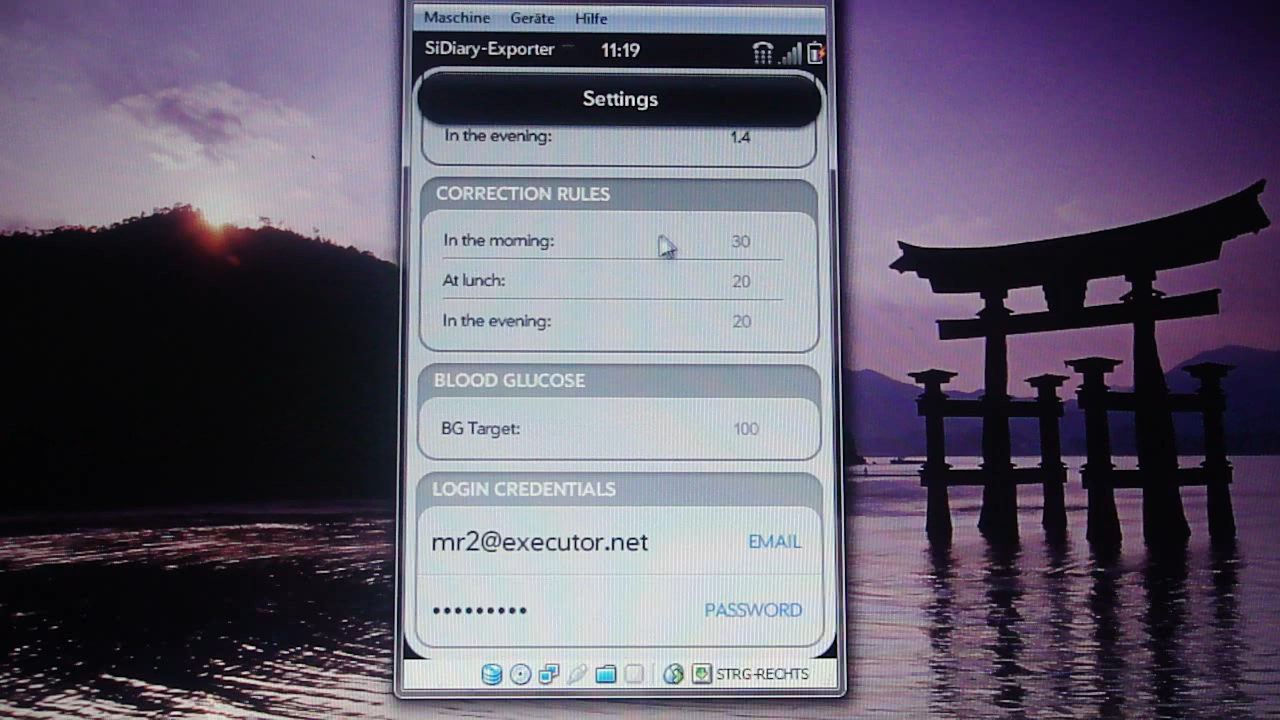 Maschine Geräte Hilfe
SiDiary-Exporter 11:19
Settings
In the evening: 1.4
CORRECTION RULES
In the morning: 30
At lunch: 20
In the evening: 20
BLOOD GLUCOSE
BG Target: 100
LOGIN CREDENTIALS
mr2@executor.net EMAIL
••••••••• PASSWORD
STRG-RECHTS